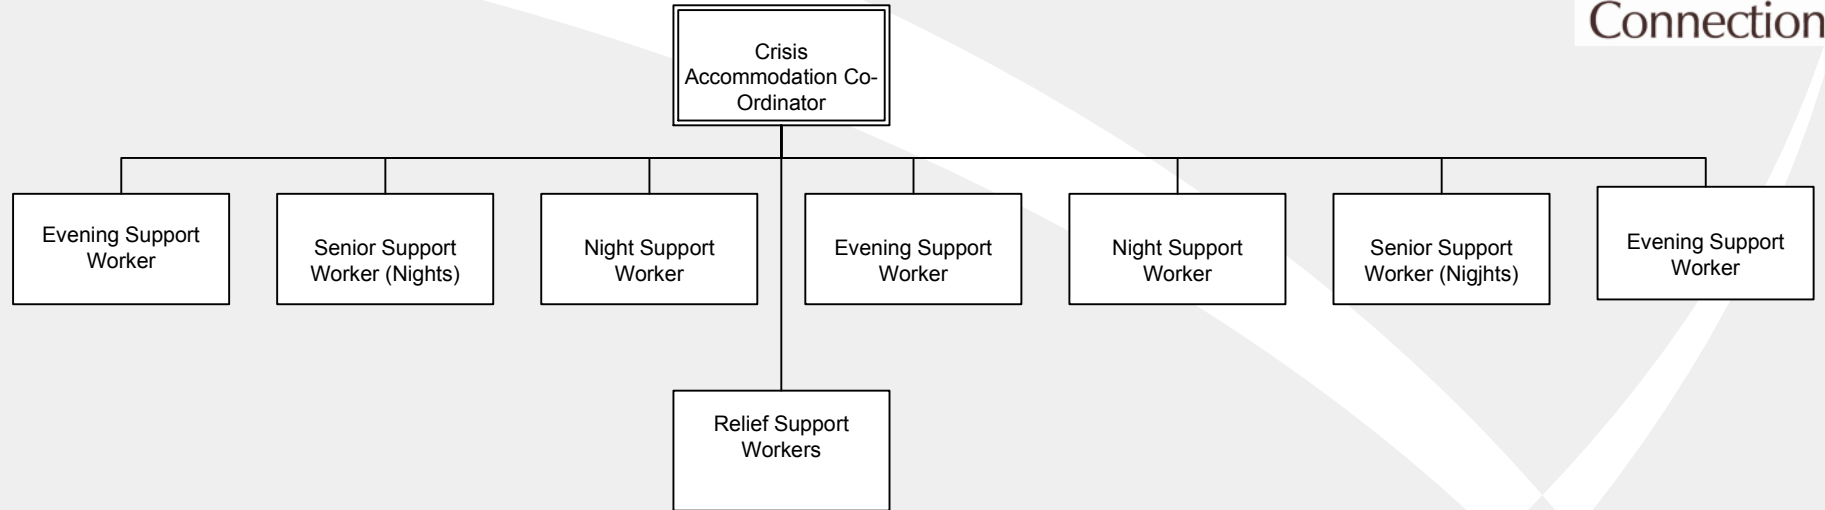 Connection
Crisis
Accommodation Co-
Ordinator
Evening Support
Worker
Senior Support
Worker (Nights)
Night Support
Worker
Evening Support
Worker
Night Support
Worker
Senior Support
Worker (Nigjhts)
Evening Support
Worker
Relief Support
Workers